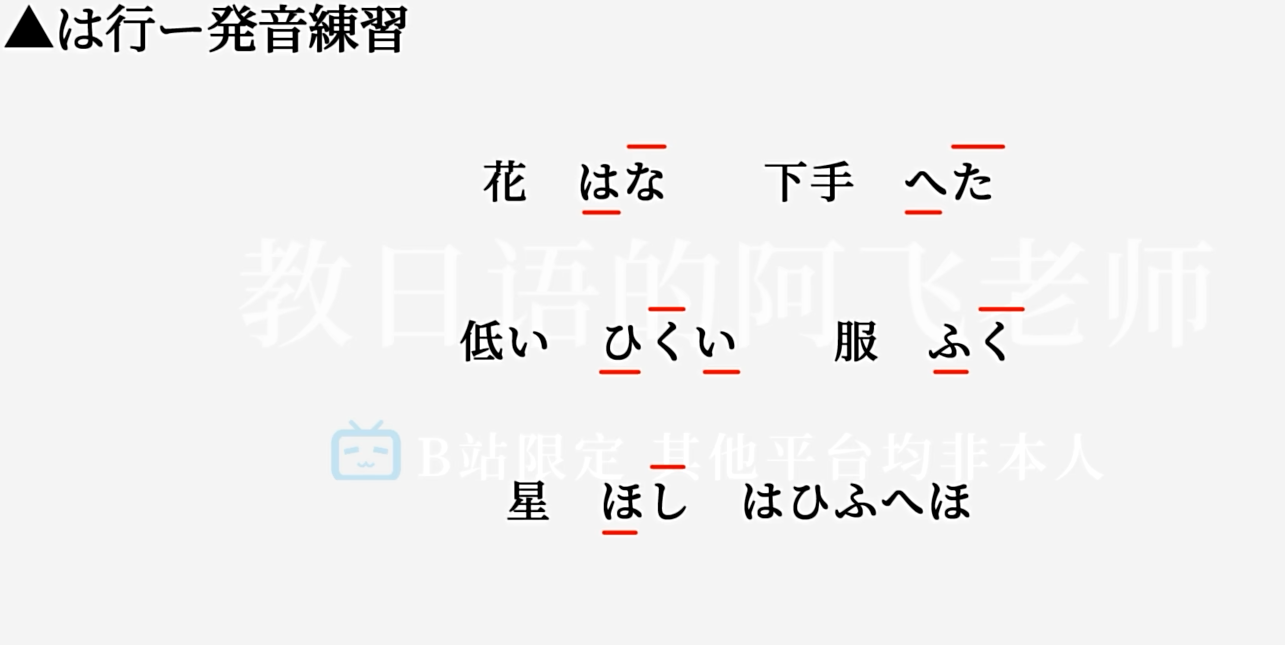 ▲は行ー発音練習
花　はな　　下手　へた
教日语的阿飞老师
低い　ひくい　　服　ふく
B站限定 其他平台均非本人
星　ほし　はひふへほ